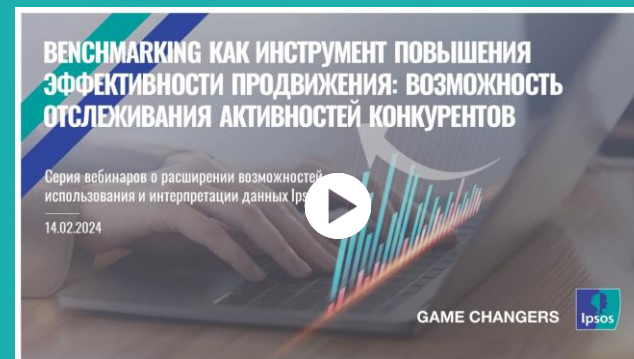 BENCHMARKING КАК ИНСТРУМЕНТ ПОВЫШЕНИЯ
ЭФФЕКТИВНОСТИ ПРОДВИЖЕНИЯ: ВОЗМОЖНОСТЬ
ОТСЛЕЖИВАНИЯ АКТИВНОСТЕЙ КОНКУРЕНТОВ
Серия вебинаров о расширении возможностей
использования и интерпретации данных Ips
14.02.2024
GAME CHANGERS
Ipsos